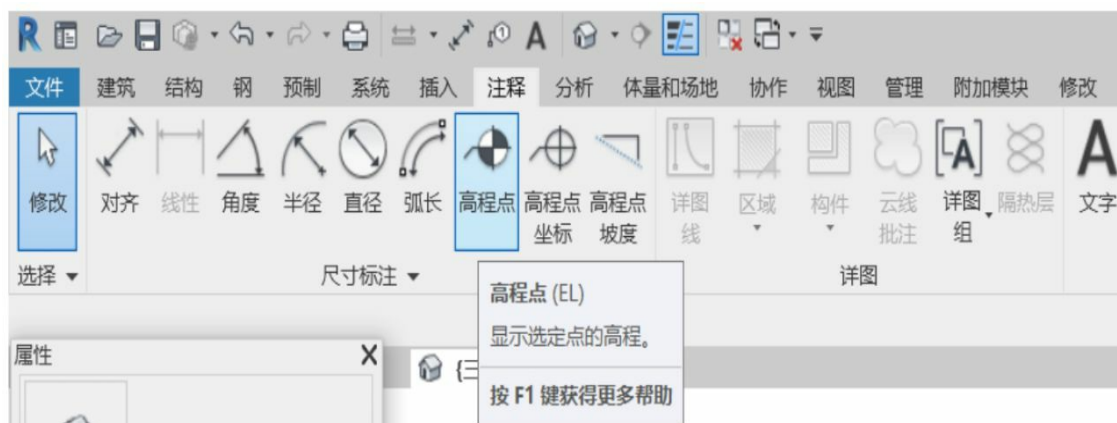 文件 建筑 结构 钢 预制 系统 插入 注释 分析 体量和场地 协作 视图 管理 附加模块 修改
修改 对齐 线性 角度 半径 直径 弧长 高程点 高程点 坐标 高程点 坡度 详图 线 区域 构件 云线 批注 详图 组 隔热层 文字
选择 尺寸标注 详图
高程点 (EL)
显示选定点的高程。
按 F1 键获得更多帮助
属性 X
{三